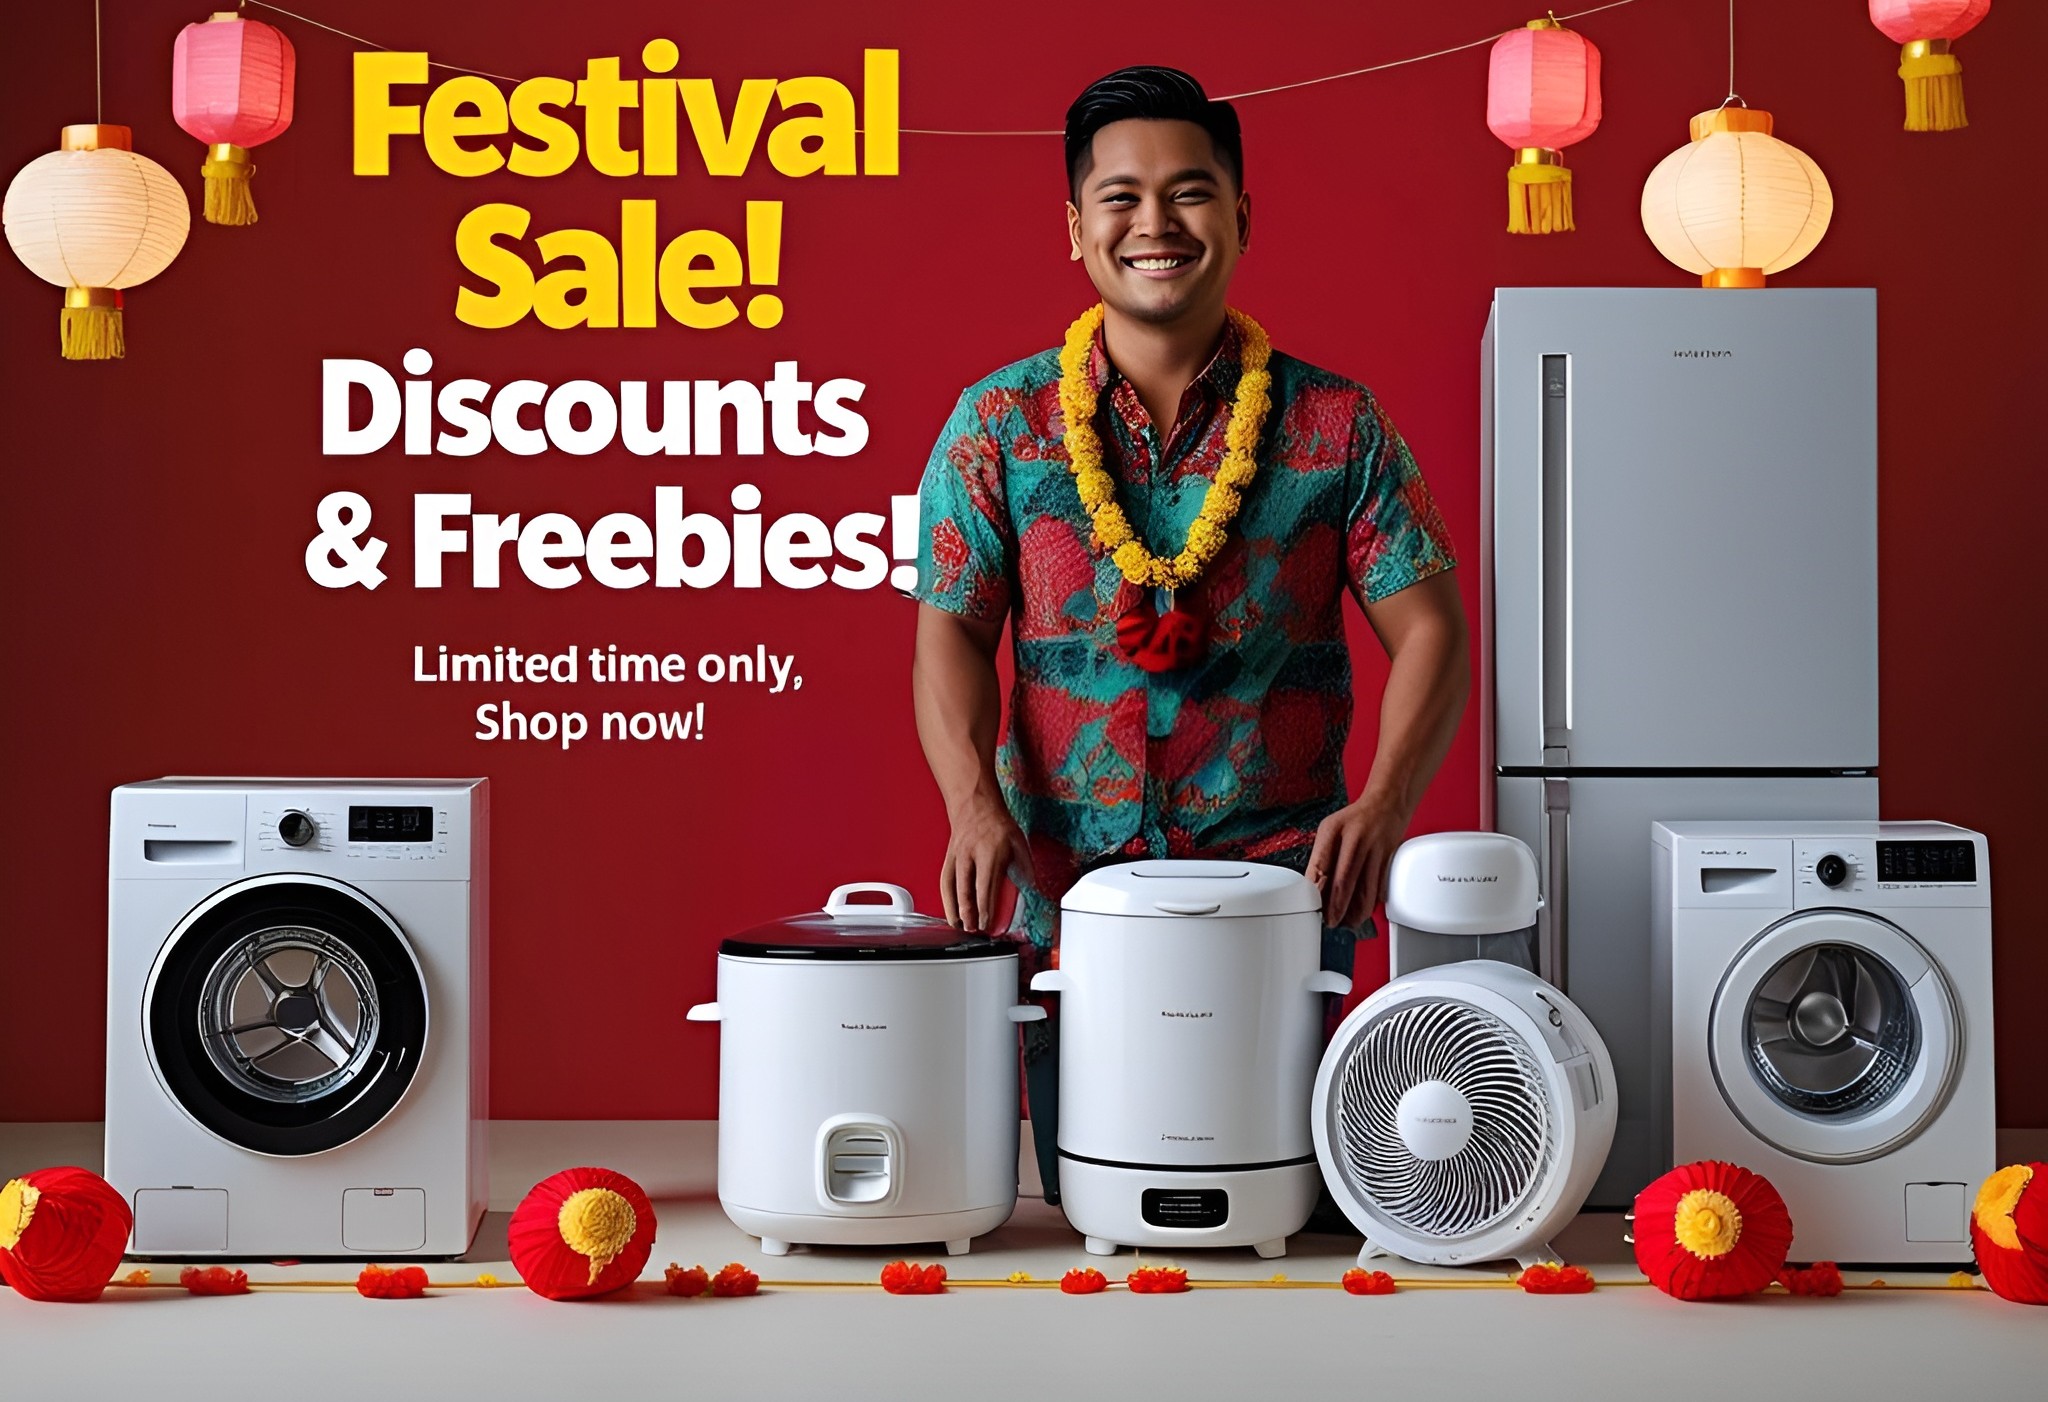 Festival
Sale!
Discounts
& Freebies!
Limited time only,
Shop now!